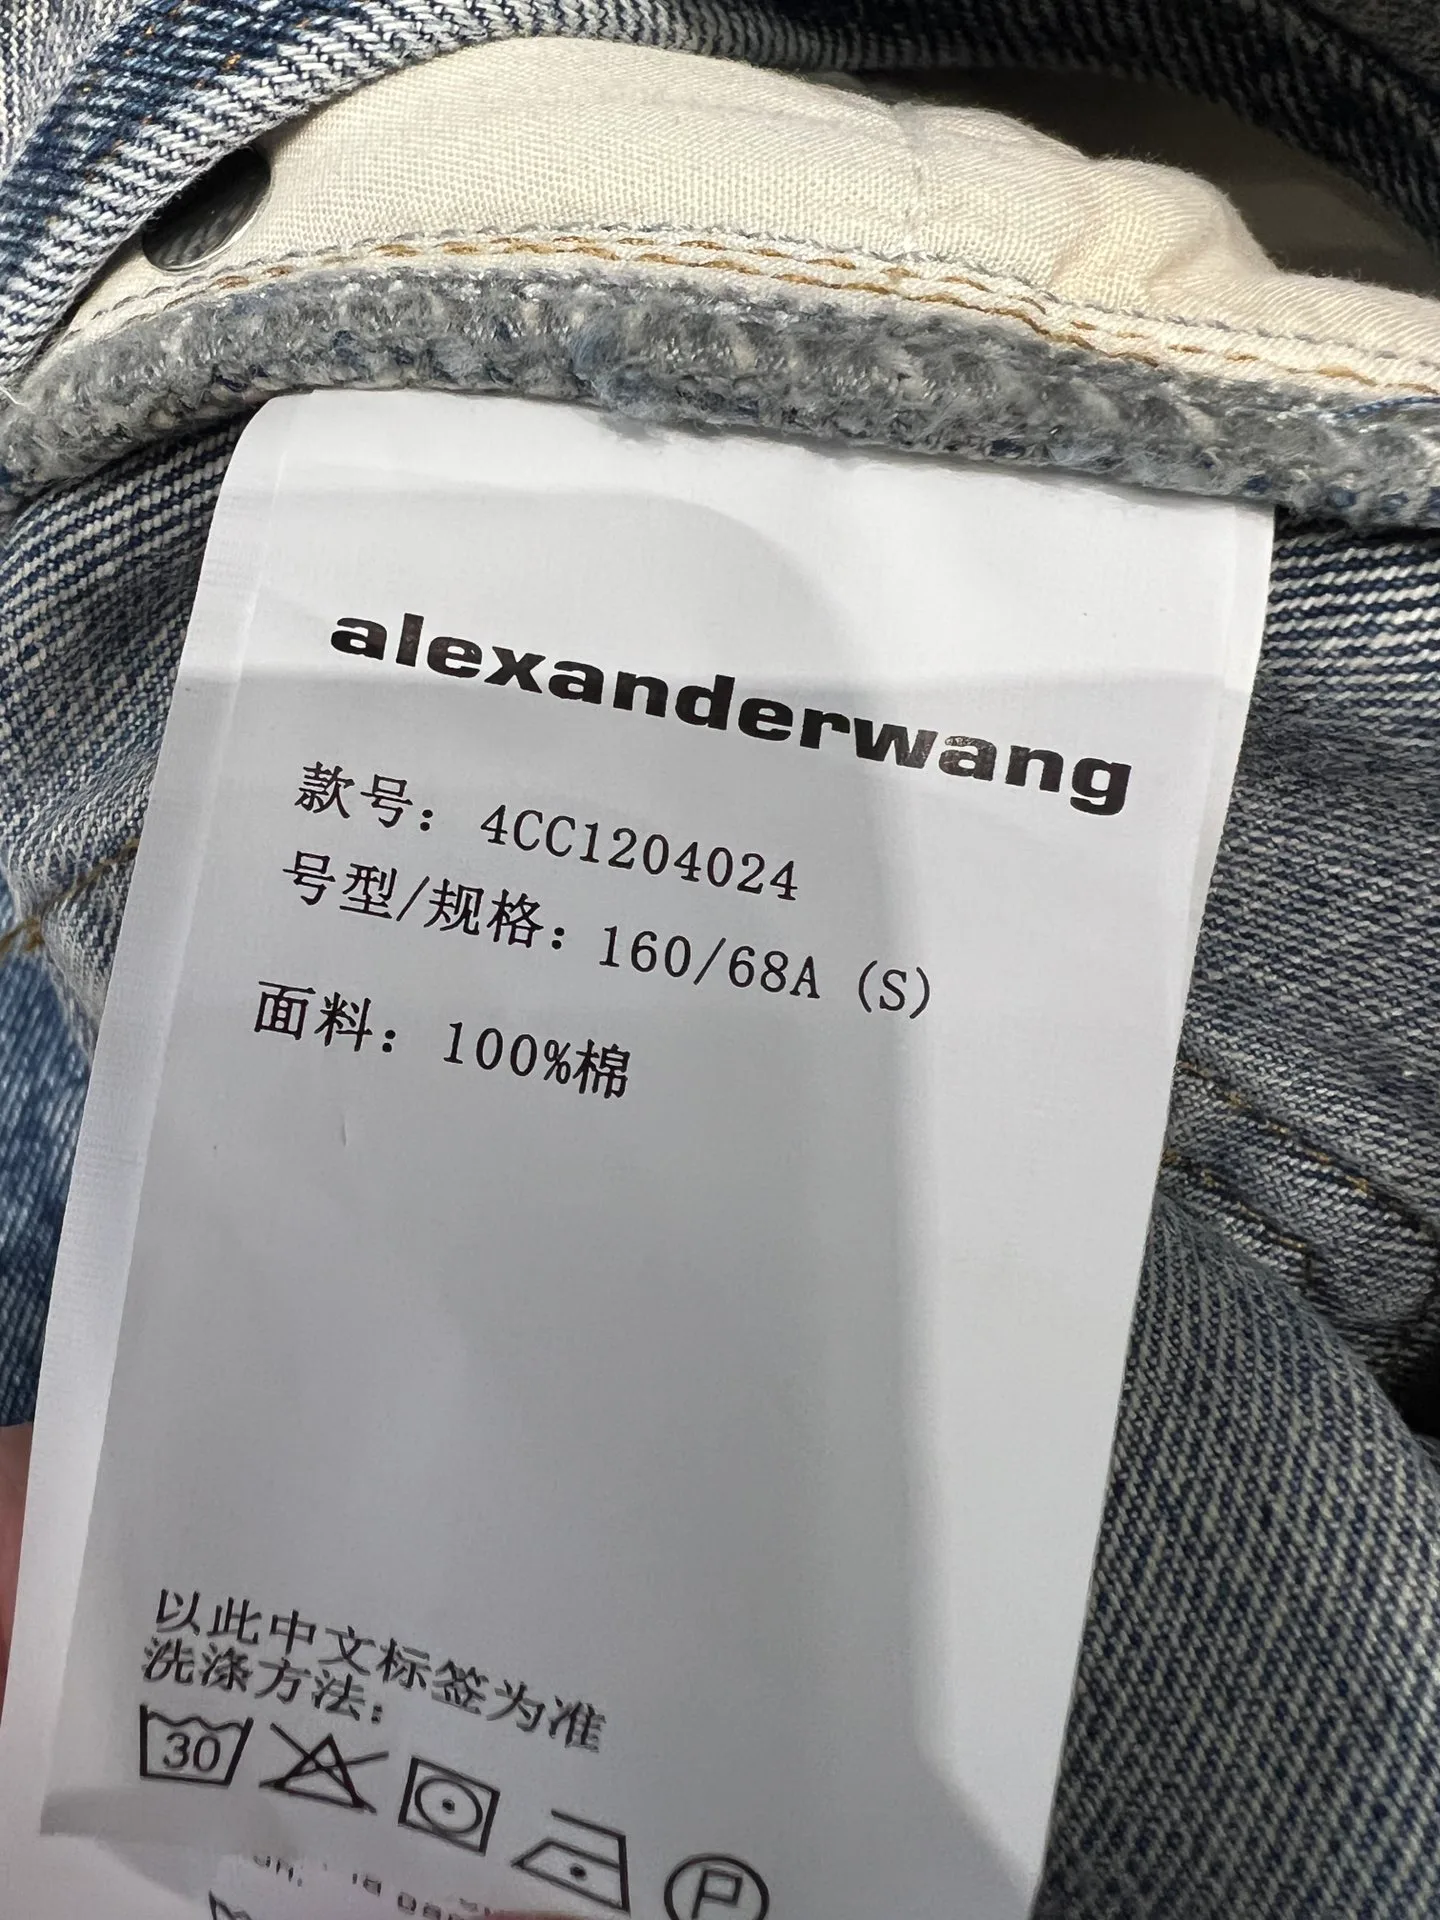 alexanderwang
款号: 4CC1204024
号型/规格: 160/68A (S)
面料: 100%棉
以此中文标签为准
洗涤方法:
30
P